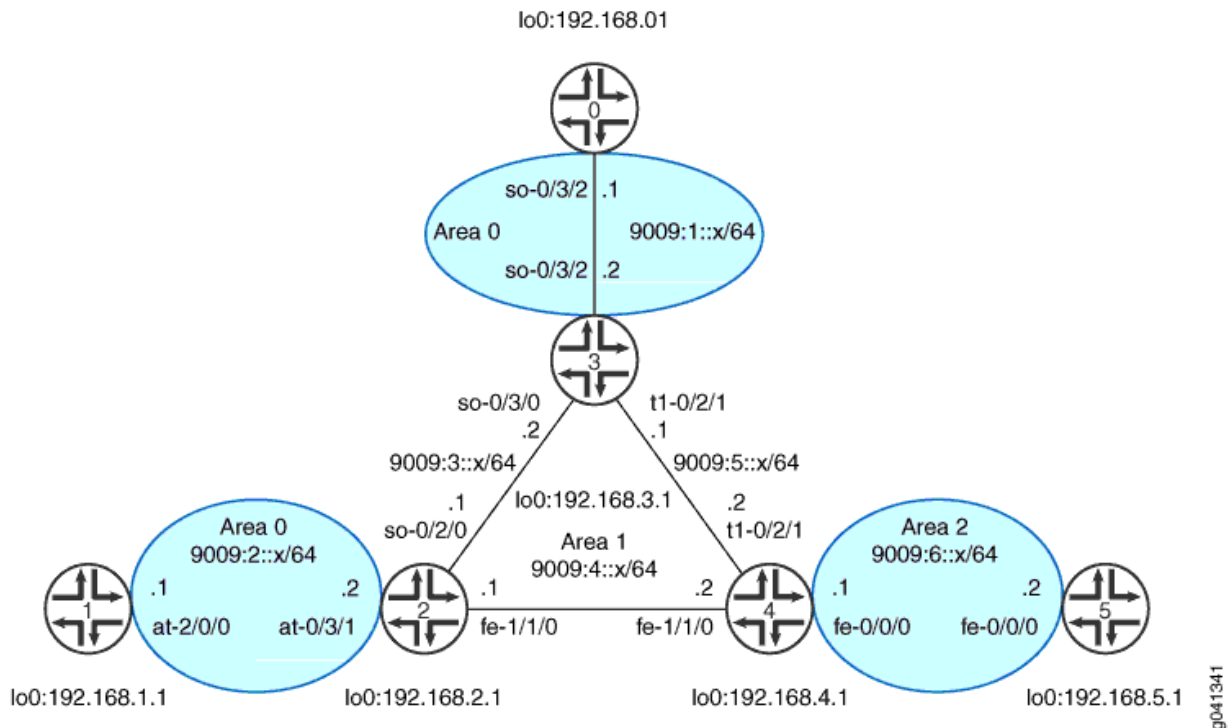 lo0:192.168.01
0
so-0/3/2 .1
Area 0 9009:1::x/64
so-0/3/2 .2
3
so-0/3/0 t1-0/2/1
.2 .1
9009:3::x/64 9009:5::x/64
.1 lo0:192.168.3.1 .2
so-0/2/0 t1-0/2/1
Area 0 Area 1 Area 2
9009:2::x/64 9009:4::x/64 9009:6::x/64
.1 .2 .1 .2 .1 .2
1 2 4 5
at-2/0/0 at-0/3/1 fe-1/1/0 fe-1/1/0 fe-0/0/0 fe-0/0/0
lo0:192.168.1.1 lo0:192.168.2.1 lo0:192.168.4.1 lo0:192.168.5.1
g041341